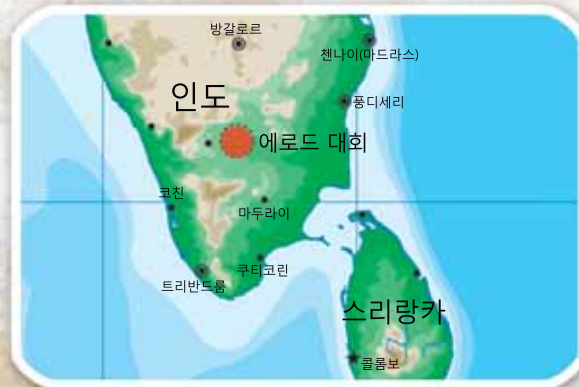 방갈로르
첸나이(마드라스)
인도
퐁디세리
에로드 대회
코친
마두라이
쿠티코린
트리반드룸
스리랑카
콜롬보